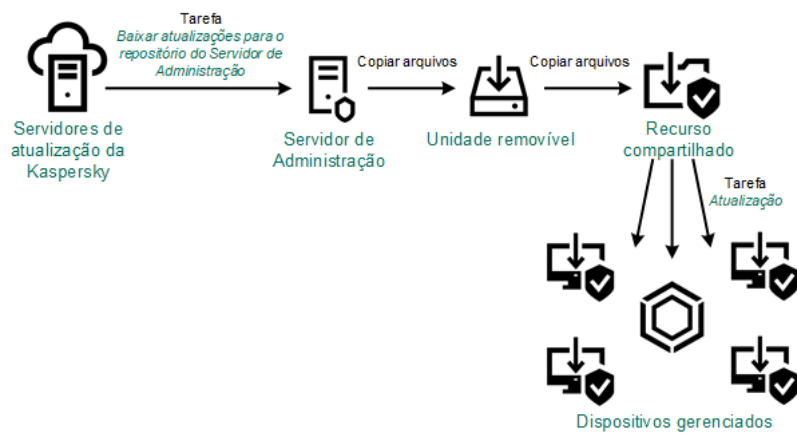 Tarefa
Baixar atualizações para o
repositório do Servidor de
Administração
Copiar arquivos
Copiar arquivos
Servidores de
atualização da
Kaspersky
Servidor de
Administração
Unidade removível
Recurso
compartilhado
Tarefa
Atualização
Dispositivos gerenciados